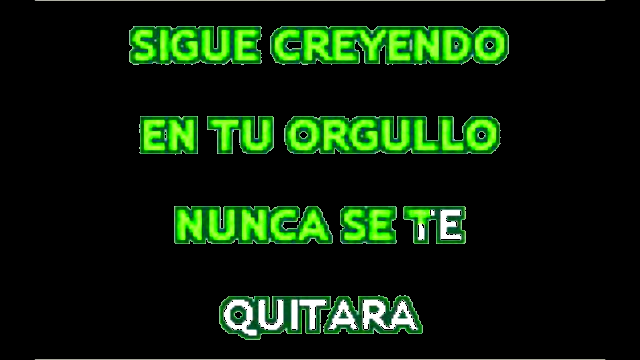 SIGUE CREYENDO
EN TU ORGULLO
NUNCA SE TE
QUITARA